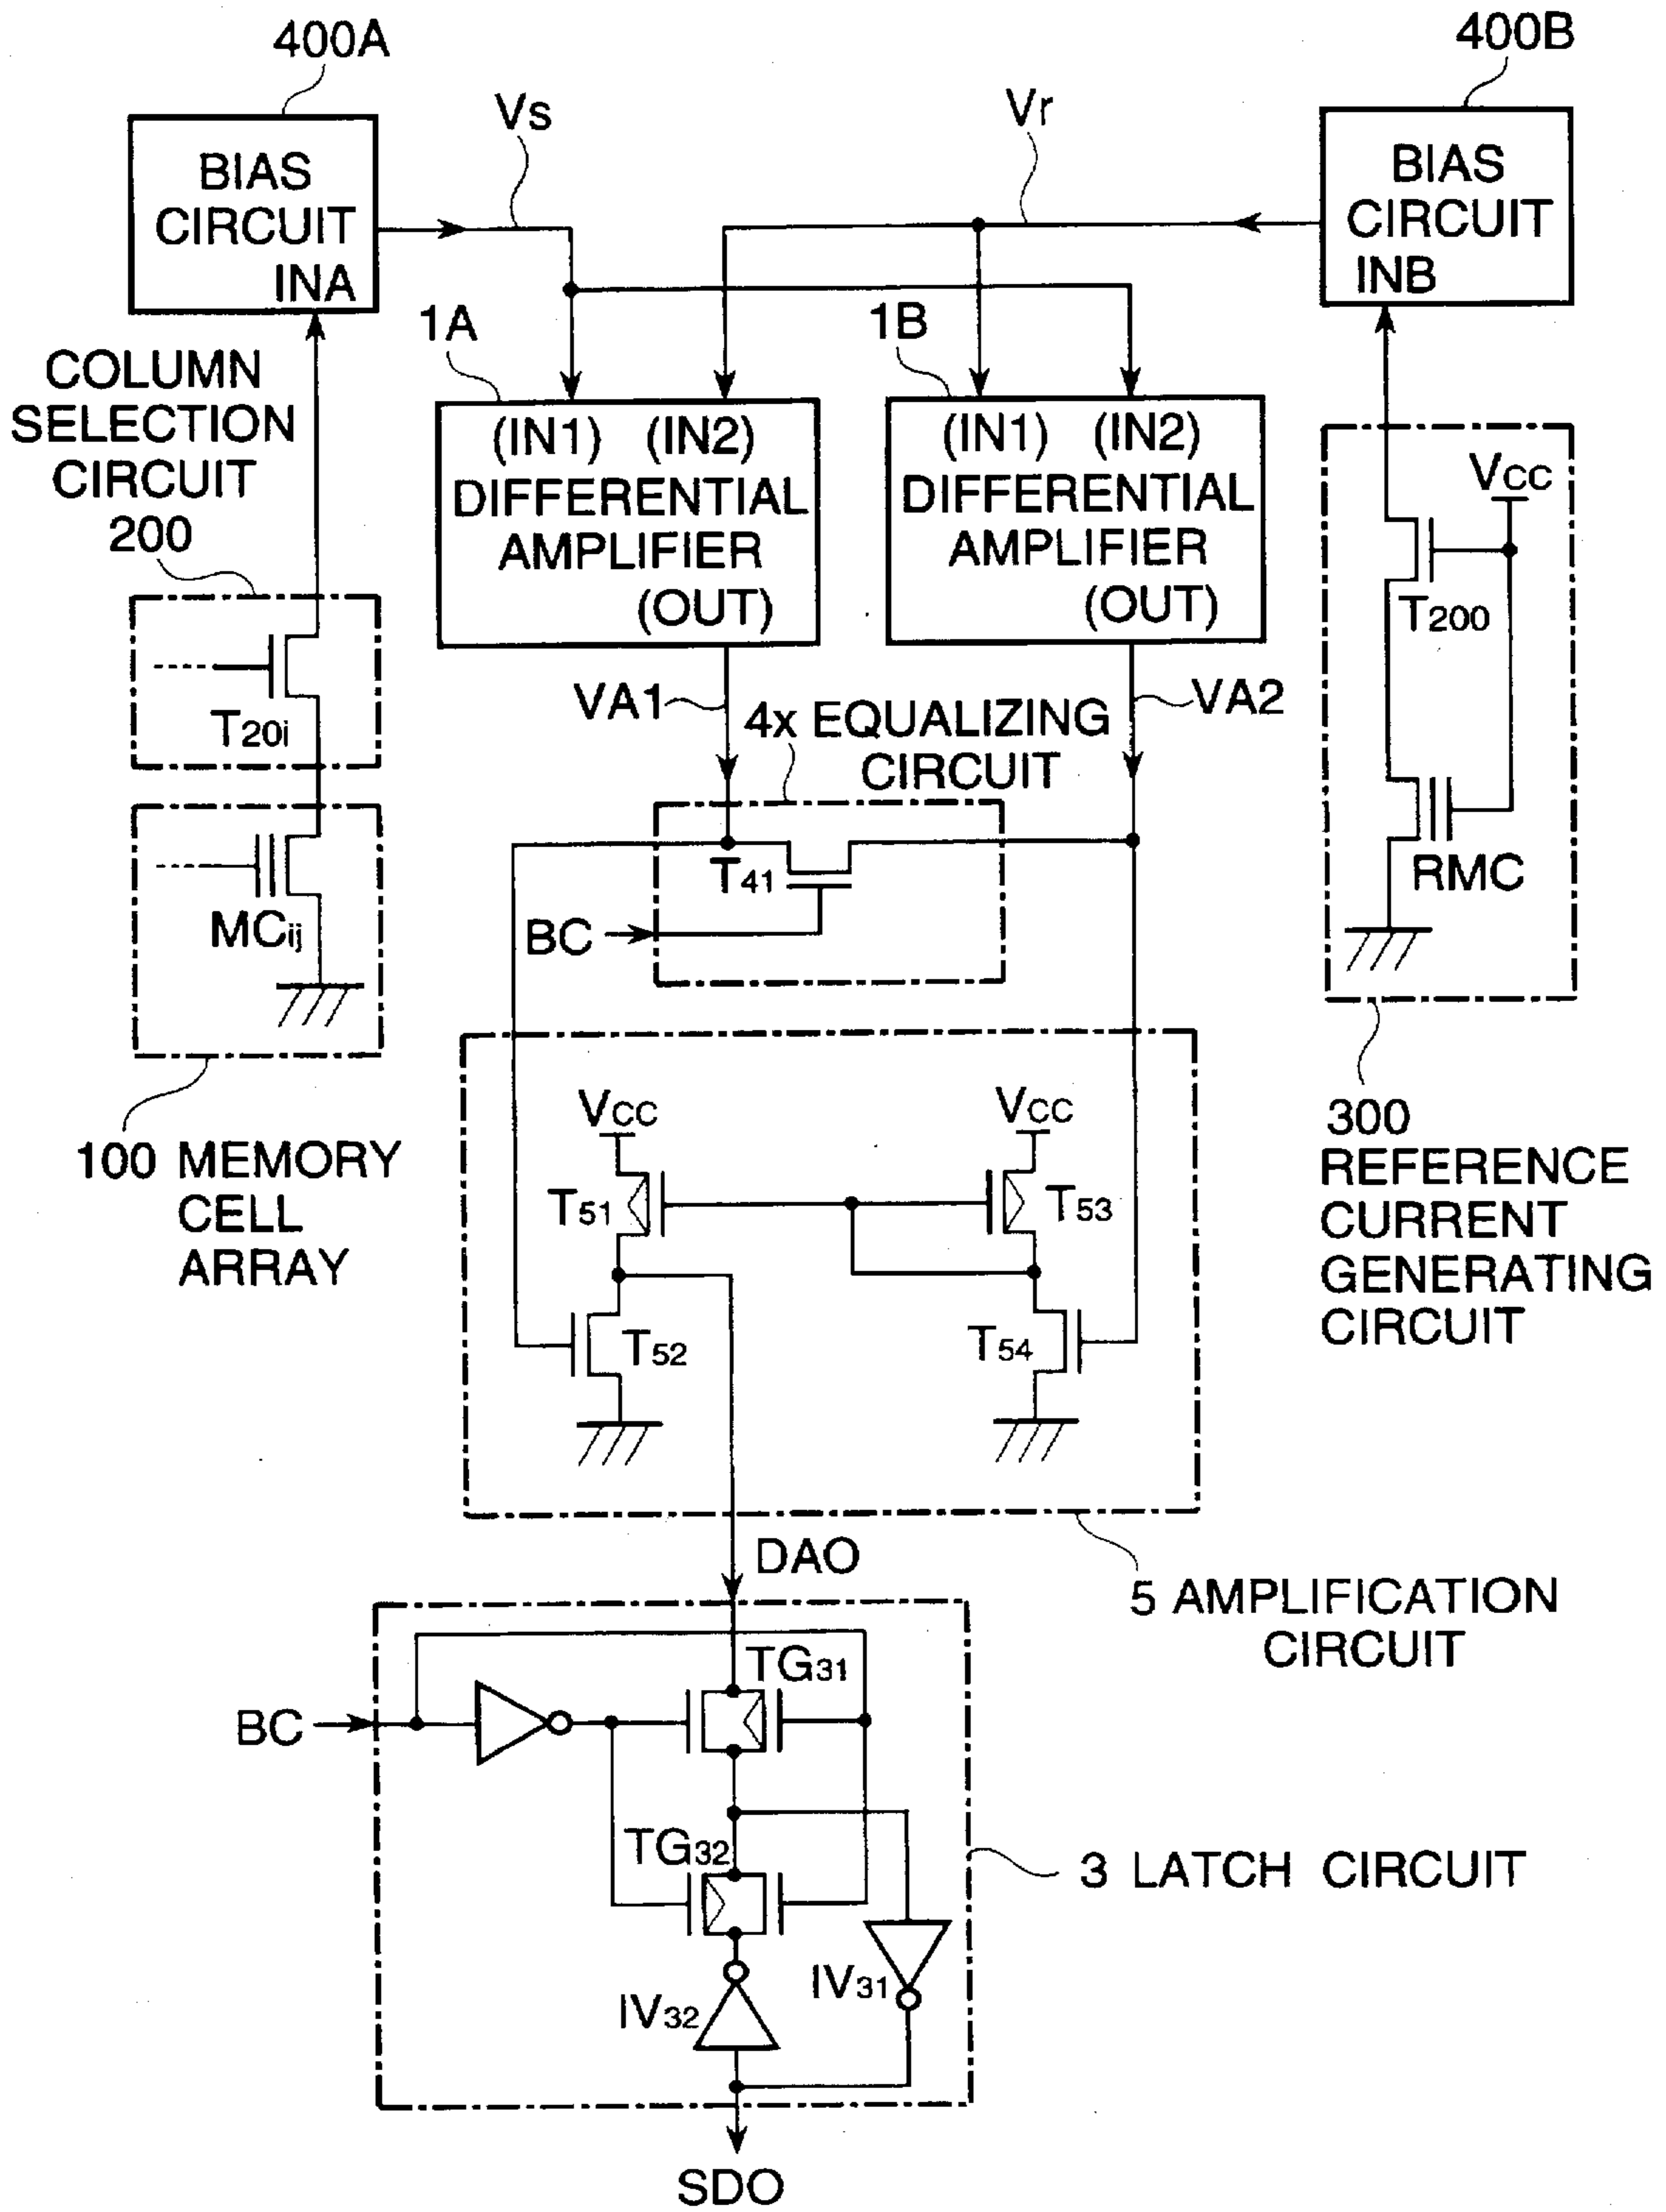 400A
400B
Vs
Vr
BIAS
CIRCUIT
INA
BIAS
CIRCUIT
INB
1A
1B
COLUMN
SELECTION
CIRCUIT
200
(IN1) (IN2)
DIFFERENTIAL
AMPLIFIER
(OUT)
(IN1) (IN2)
DIFFERENTIAL
AMPLIFIER
(OUT)
VCC
T200
T20i
VA1
VA2
4x EQUALIZING
CIRCUIT
T41
BC
MCij
RMC
100 MEMORY
CELL
ARRAY
300
REFERENCE
CURRENT
GENERATING
CIRCUIT
VCC
VCC
T51
T53
T52
T54
DAO
5 AMPLIFICATION
CIRCUIT
TG31
BC
TG32
3 LATCH CIRCUIT
IV31
IV32
SDO